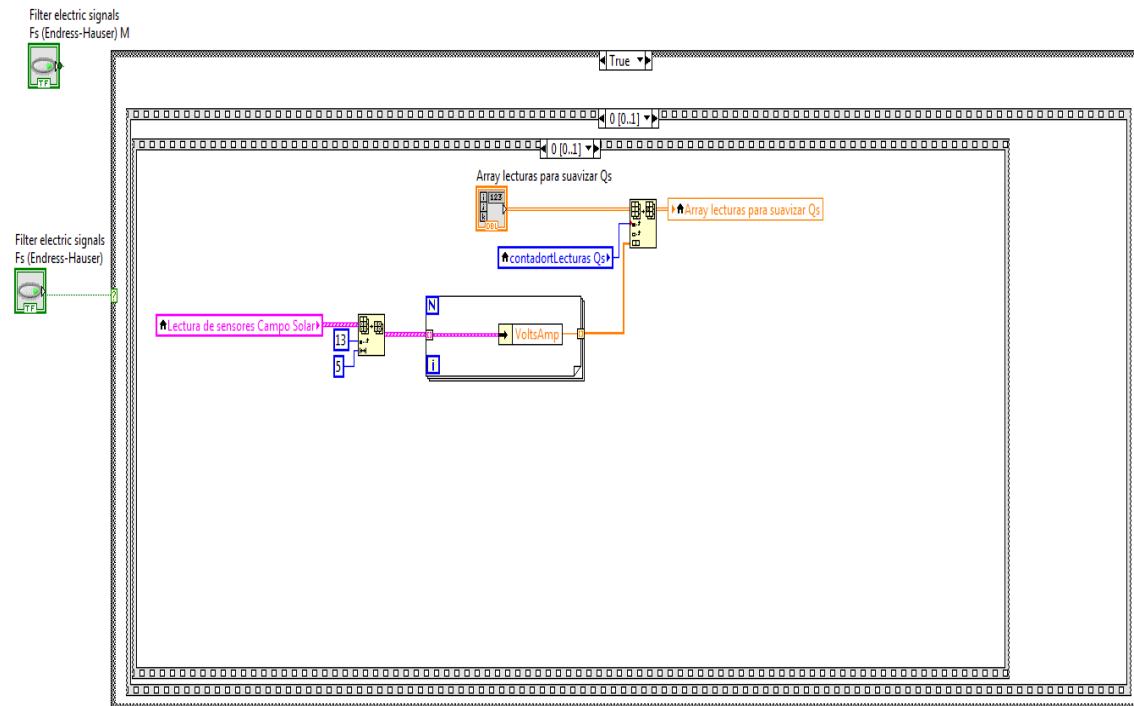 Filter electric signals
Fs (Endress-Hauser) M
TF
True
0 [0..1]
0 [0..1]
Array lecturas para suavizar Qs
123
DBL
Array lecturas para suavizar Qs
contadortLecturas Qs
Filter electric signals
Fs (Endress-Hauser)
TF
?
Lectura de sensores Campo Solar
13
5
N
VoltsAmp
i